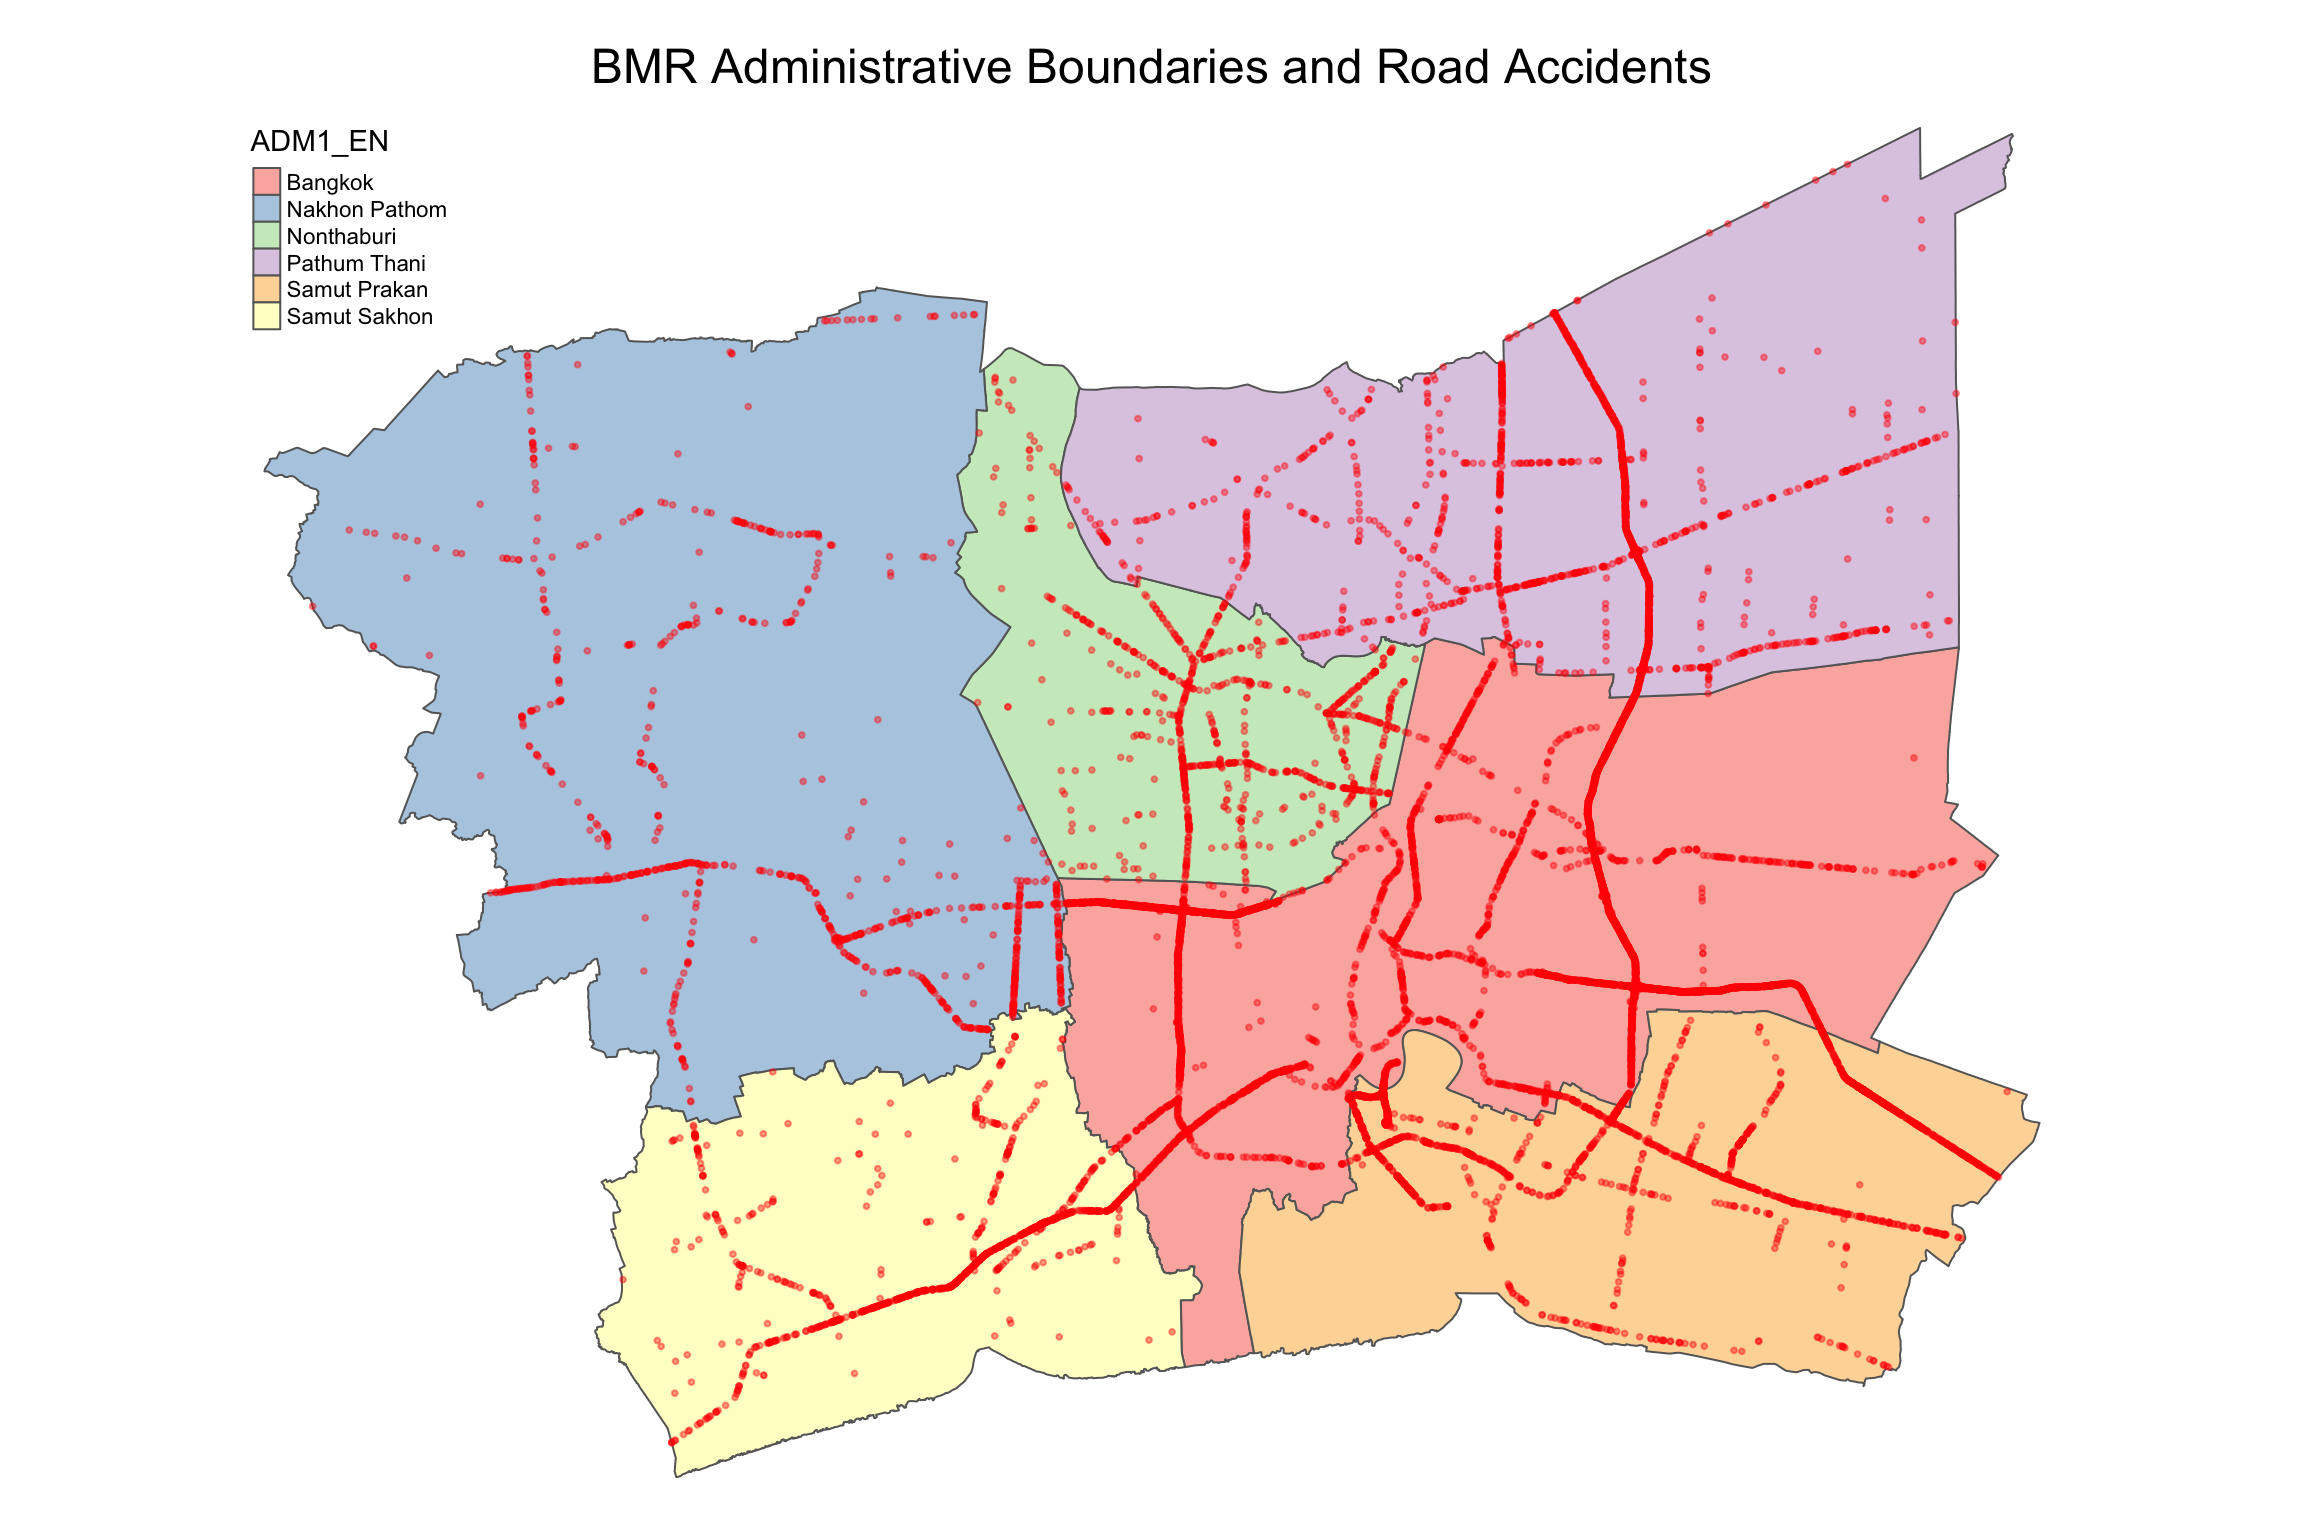 BMR Administrative Boundaries and Road Accidents
ADM1_EN
Bangkok
Nakhon Pathom
Nonthaburi
Pathum Thani
Samut Prakan
Samut Sakhon